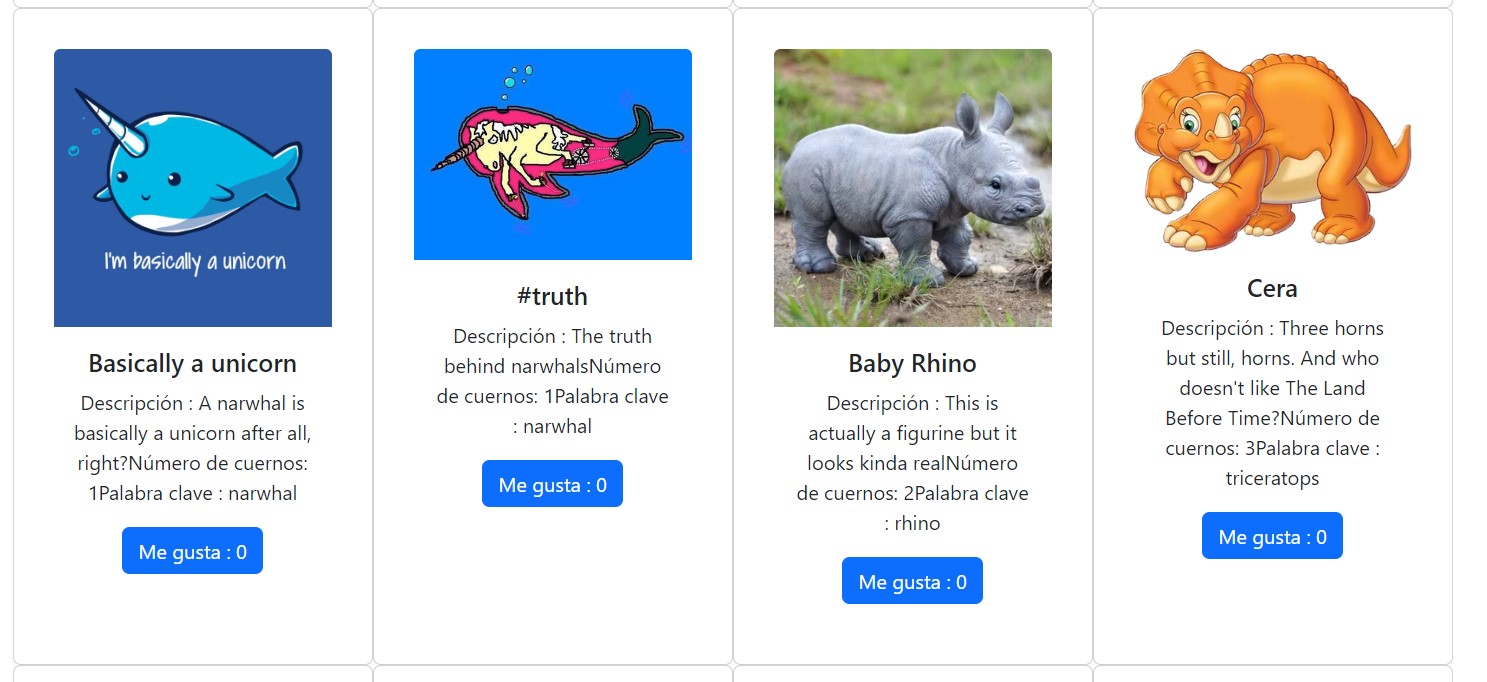 I'm basically a unicorn
Basically a unicorn
Descripción : A narwhal is
basically a unicorn after all,
right?Número de cuernos:
1Palabra clave : narwhal
Me gusta : 0
#truth
Descripción : The truth
behind narwhalsNúmero
de cuernos: 1Palabra clave
: narwhal
Me gusta : 0
Baby Rhino
Descripción : This is
actually a figurine but it
looks kinda realNúmero
de cuernos: 2Palabra clave
: rhino
Me gusta : 0
Cera
Descripción : Three horns
but still, horns. And who
doesn't like The Land
Before Time?Número de
cuernos: 3Palabra clave :
triceratops
Me gusta : 0